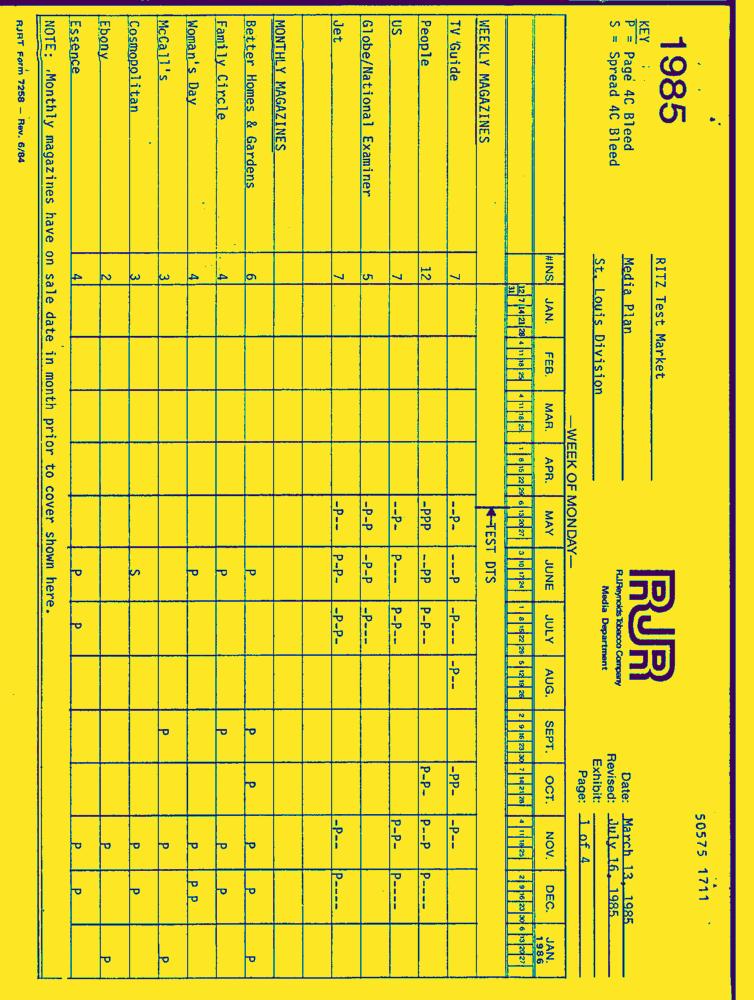 50575 1711
1985
RITZ Test Market
Media Plan
St. Louis Division
RJR
R.J.Reynolds Tobacco Company
Media Department
Date: March 13, 1985
Revised: July 16, 1985
Exhibit:
Page: 1 of 4
KEY
P = Page 4C Bleed
S = Spread 4C Bleed
—WEEK OF MONDAY—
#INS. JAN. FEB. MAR. APR. MAY JUNE JULY AUG. SEPT. OCT. NOV. DEC. JAN. 1986
TEST DTS
WEEKLY MAGAZINES
TV Guide 7 --P- ---P -P--- -P-- -PP- -P--
People 12 -PPP --PP P-P-- P-P- P--P P----
US 7 --P- P--- P-P-- P-P- P----
Globe/National Examiner 5 -P-P -P-P -P---
Jet 7 -P-- P-P- -P-P- -P-- P----
MONTHLY MAGAZINES
Better Homes & Gardens 6 P P P P P P
Family Circle 4 P P P P
Woman's Day 4 P P P P
McCall's 3 P P P
Cosmopolitan 3 S P P
Ebony 2 P P
Essence 4 P P P P
NOTE: Monthly magazines have on sale date in month prior to cover shown here.
RJRT Form 7258 — Rev. 6/84